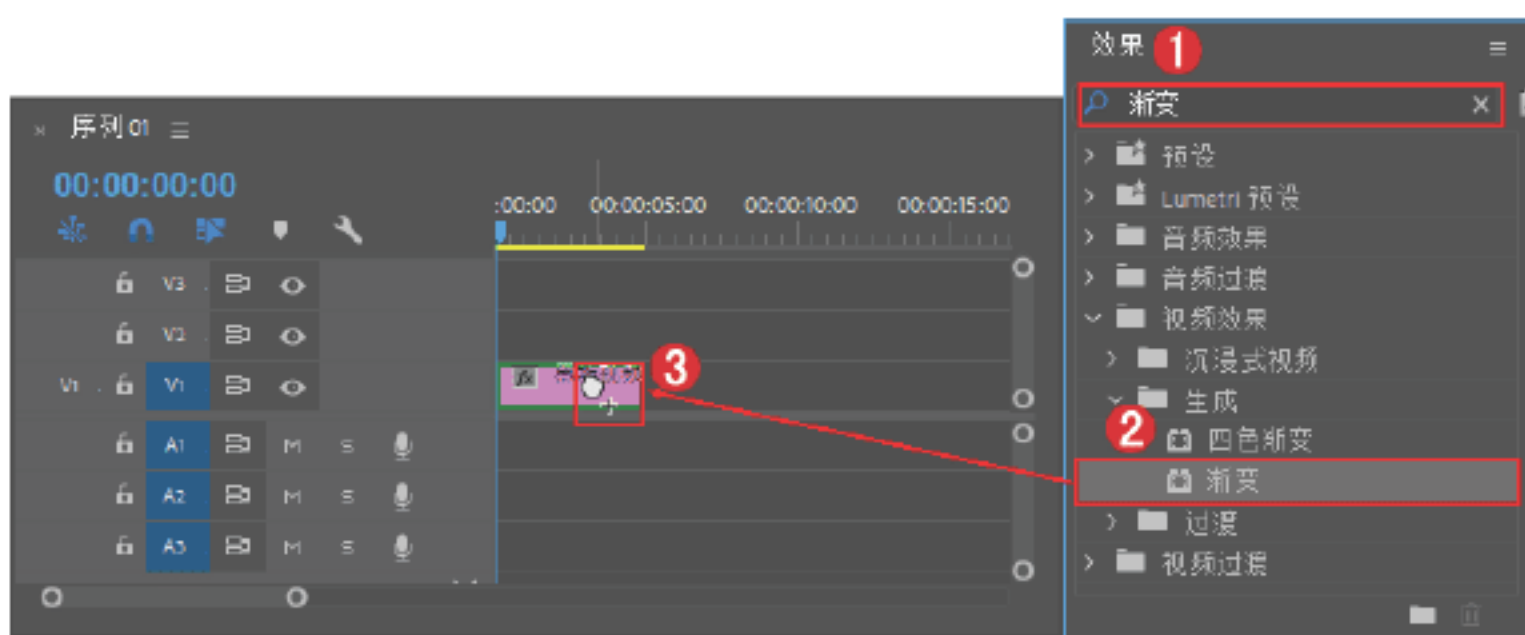 效果 1
渐变
预设
Lumetri 预设
音频效果
音频过渡
视频效果
沉浸式视频
生成
2
四色渐变
渐变
过渡
视频过渡
序列 01
00:00:00:00
:00:00 00:00:05:00 00:00:10:00 00:00:15:00
V3
V2
V1 V1 fx 3
A1 M S
A2 M S
A3 M S